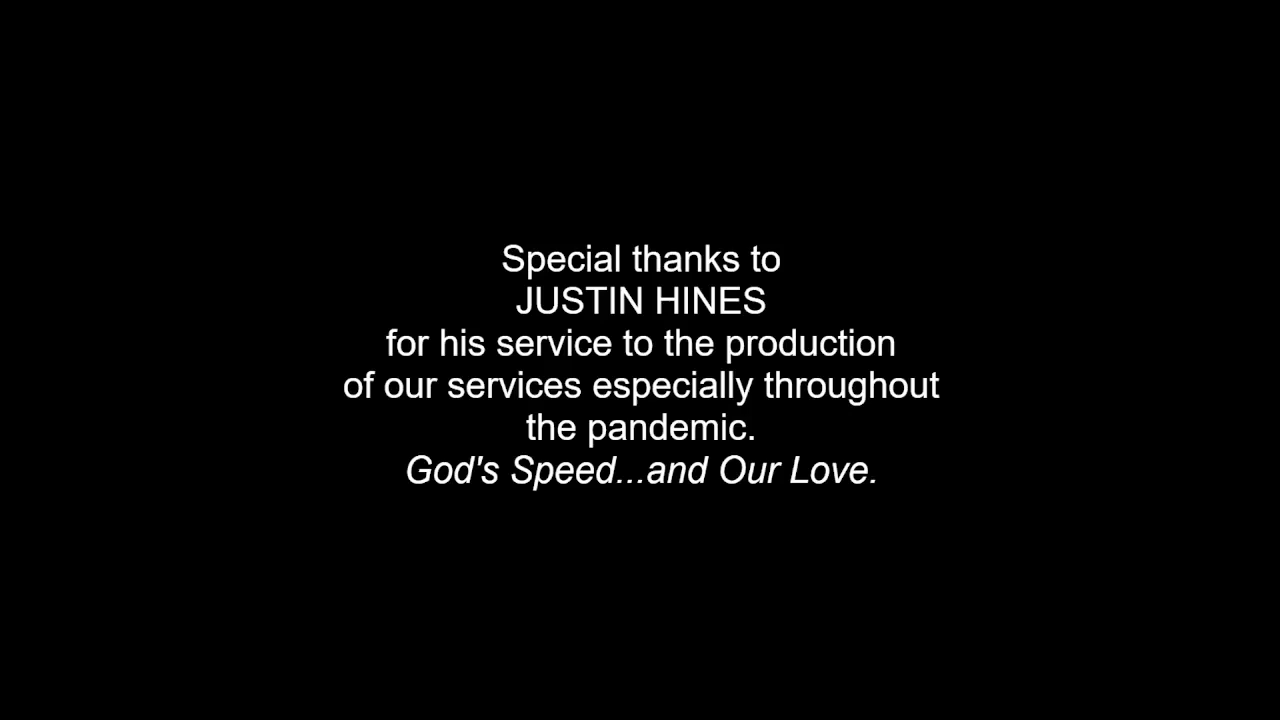 Special thanks to
JUSTIN HINES
for his service to the production
of our services especially throughout
the pandemic.
God's Speed...and Our Love.